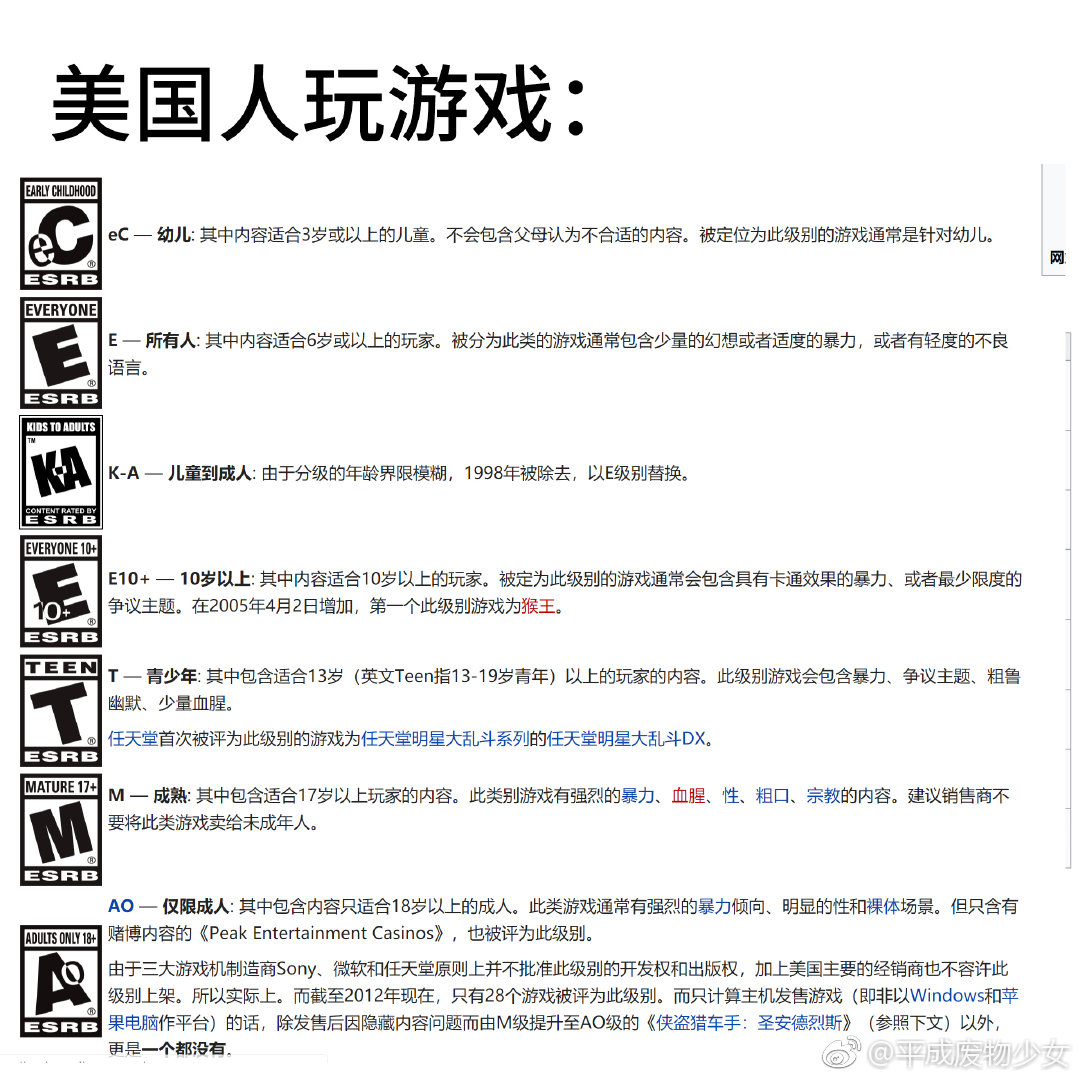 美国人玩游戏：
EARLY CHILDHOOD
eC
®
ESRB
eC — 幼儿: 其中内容适合3岁或以上的儿童。不会包含父母认为不合适的内容。被定位为此级别的游戏通常是针对幼儿。
网
EVERYONE
E
®
ESRB
E — 所有人: 其中内容适合6岁或以上的玩家。被分为此类的游戏通常包含少量的幻想或者适度的暴力，或者有轻度的不良
语言。
KIDS TO ADULTS
TM
K-A
CONTENT RATED BY
ESRB
K-A — 儿童到成人: 由于分级的年龄界限模糊，1998年被除去，以E级别替换。
EVERYONE 10+
E
10+
®
ESRB
E10+ — 10岁以上: 其中内容适合10岁以上的玩家。被定为此级别的游戏通常会包含具有卡通效果的暴力、或者最少限度的
争议主题。在2005年4月2日增加，第一个此级别游戏为猴王。
TEEN
T
®
ESRB
T — 青少年: 其中包含适合13岁（英文Teen指13-19岁青年）以上的玩家的内容。此级别游戏会包含暴力、争议主题、粗鲁
幽默、少量血腥。
任天堂首次被评为此级别的游戏为任天堂明星大乱斗系列的任天堂明星大乱斗DX。
MATURE 17+
M
®
ESRB
M — 成熟: 其中包含适合17岁以上玩家的内容。此类别游戏有强烈的暴力、血腥、性、粗口、宗教的内容。建议销售商不
要将此类游戏卖给未成年人。
ADULTS ONLY 18+
AO
®
ESRB
AO — 仅限成人: 其中包含内容只适合18岁以上的成人。此类游戏通常有强烈的暴力倾向、明显的性和裸体场景。但只含有
赌博内容的《Peak Entertainment Casinos》，也被评为此级别。
由于三大游戏机制造商Sony、微软和任天堂原则上并不批准此级别的开发权和出版权，加上美国主要的经销商也不容许此
级别上架。所以实际上。而截至2012年现在，只有28个游戏被评为此级别。而只计算主机发售游戏（即非以Windows和苹
果电脑作平台）的话，除发售后因隐藏内容问题而由M级提升至AO级的《侠盗猎车手：圣安德烈斯》（参照下文）以外，
更是一个都没有。
@平成废物少女